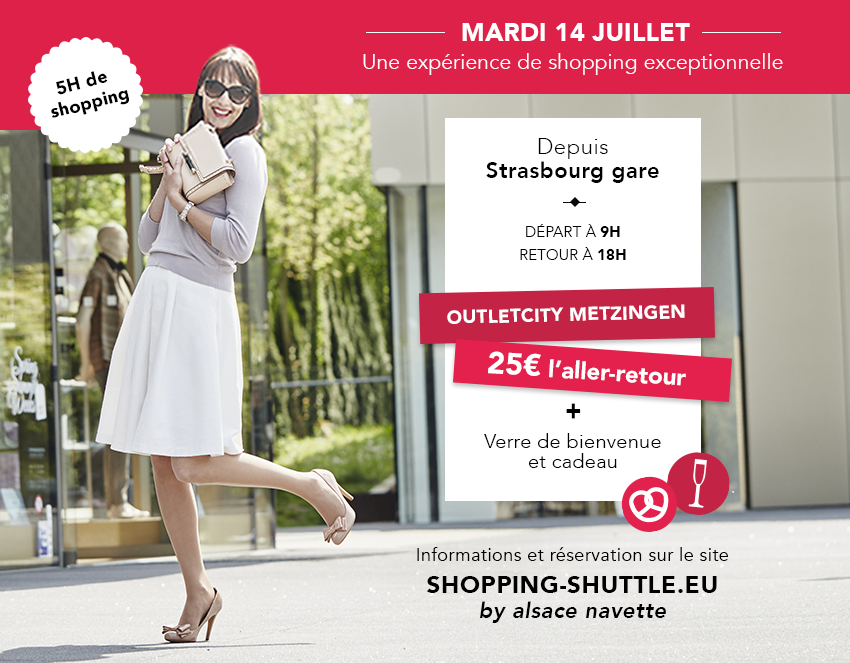 MARDI 14 JUILLET
Une expérience de shopping exceptionnelle
5H de
shopping
Depuis
Strasbourg gare
DÉPART À 9H
RETOUR À 18H
OUTLETCITY METZINGEN
25€ l'aller-retour
+
Verre de bienvenue
et cadeau
Informations et réservation sur le site
SHOPPING-SHUTTLE.EU
by alsace navette